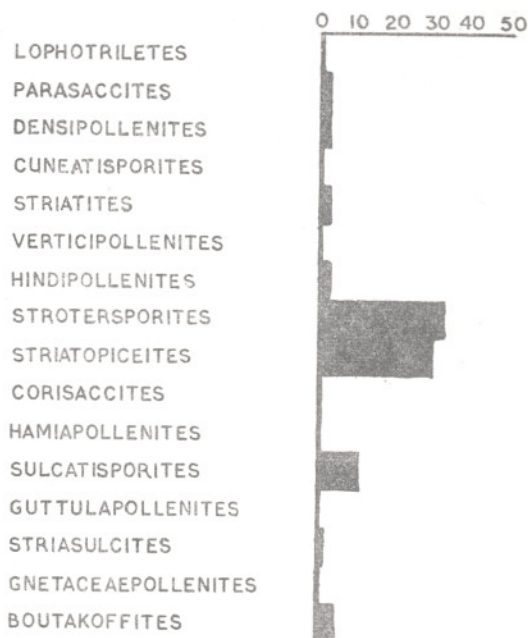 0 10 20 30 40 50
LOPHOTRILETES
PARASACCITES
DENSIPOLLENITES
CUNEATISPORITES
STRIATITES
VERTICIPOLLENITES
HINDIPOLLENITES
STROTERSPORITES
STRIATOPICEITES
CORISACCITES
HAMIAPOLLENITES
SULCATISPORITES
GUTTULAPOLLENITES
STRIASULCITES
GNETACEAEPOLLENITES
BOUTAKOFFITES